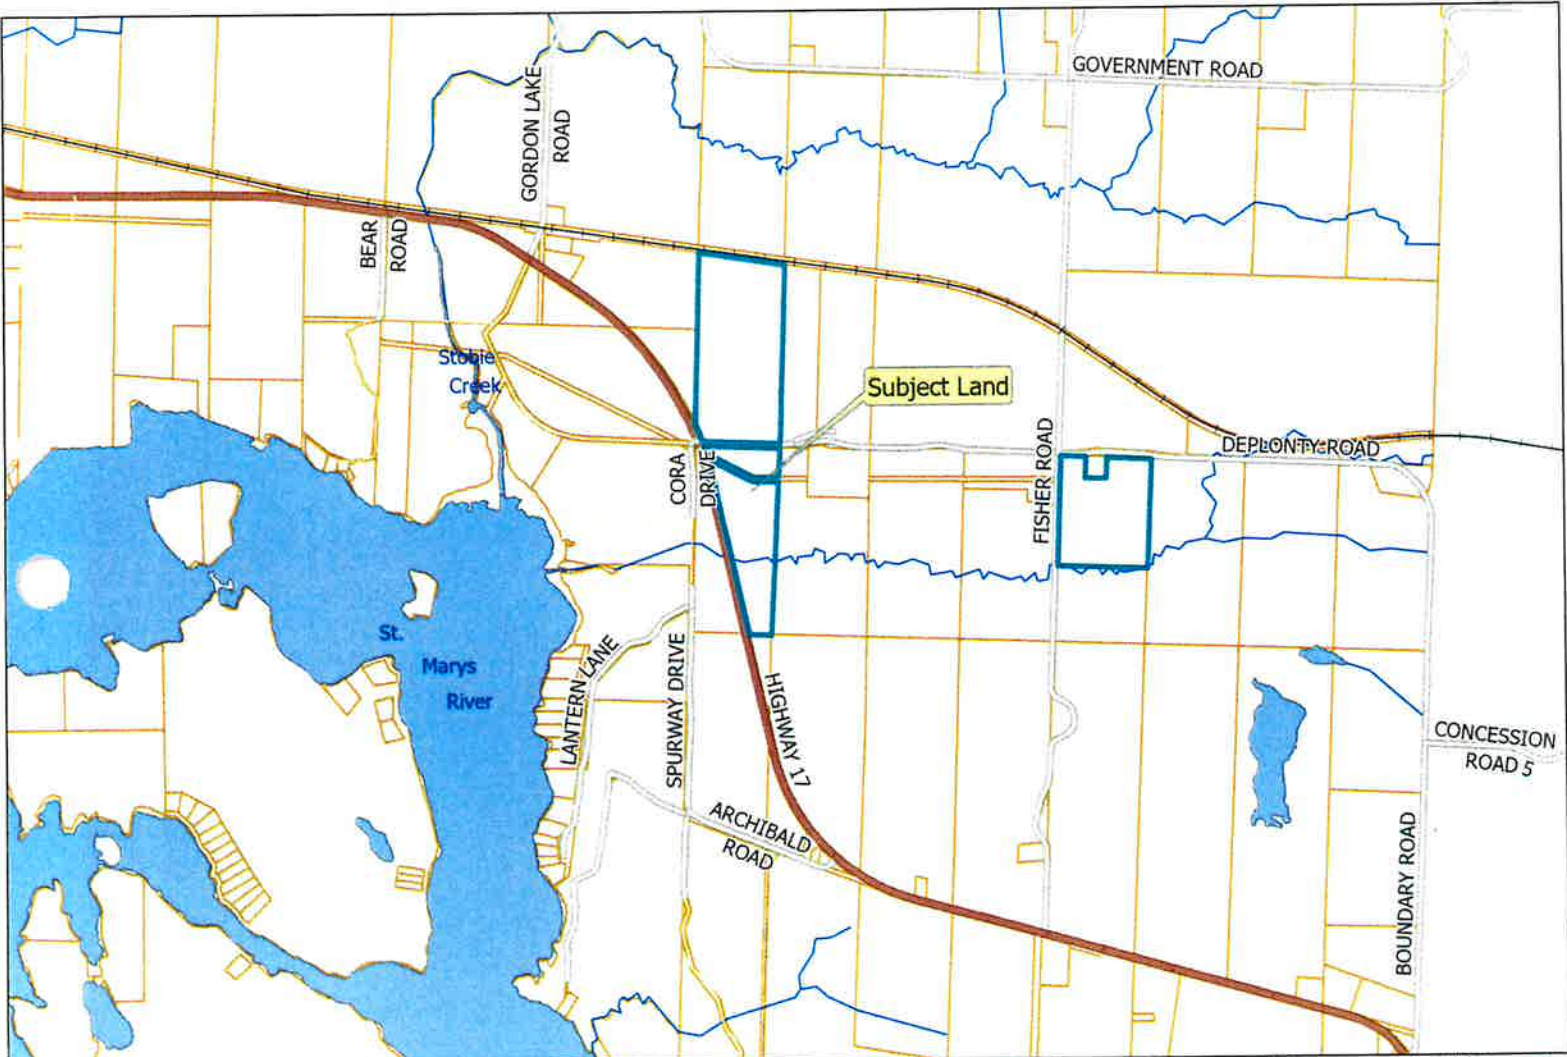 GOVERNMENT ROAD
GORDON LAKE
ROAD
BEAR
ROAD
Stobie
Creek
Subject Land
FISHER ROAD
DEPLONTY ROAD
CORA
DRIVE
St.
Marys
River
LANTERN LANE
SPURWAY DRIVE
HIGHWAY 17
CONCESSION
ROAD 5
ARCHIBALD
ROAD
BOUNDARY ROAD